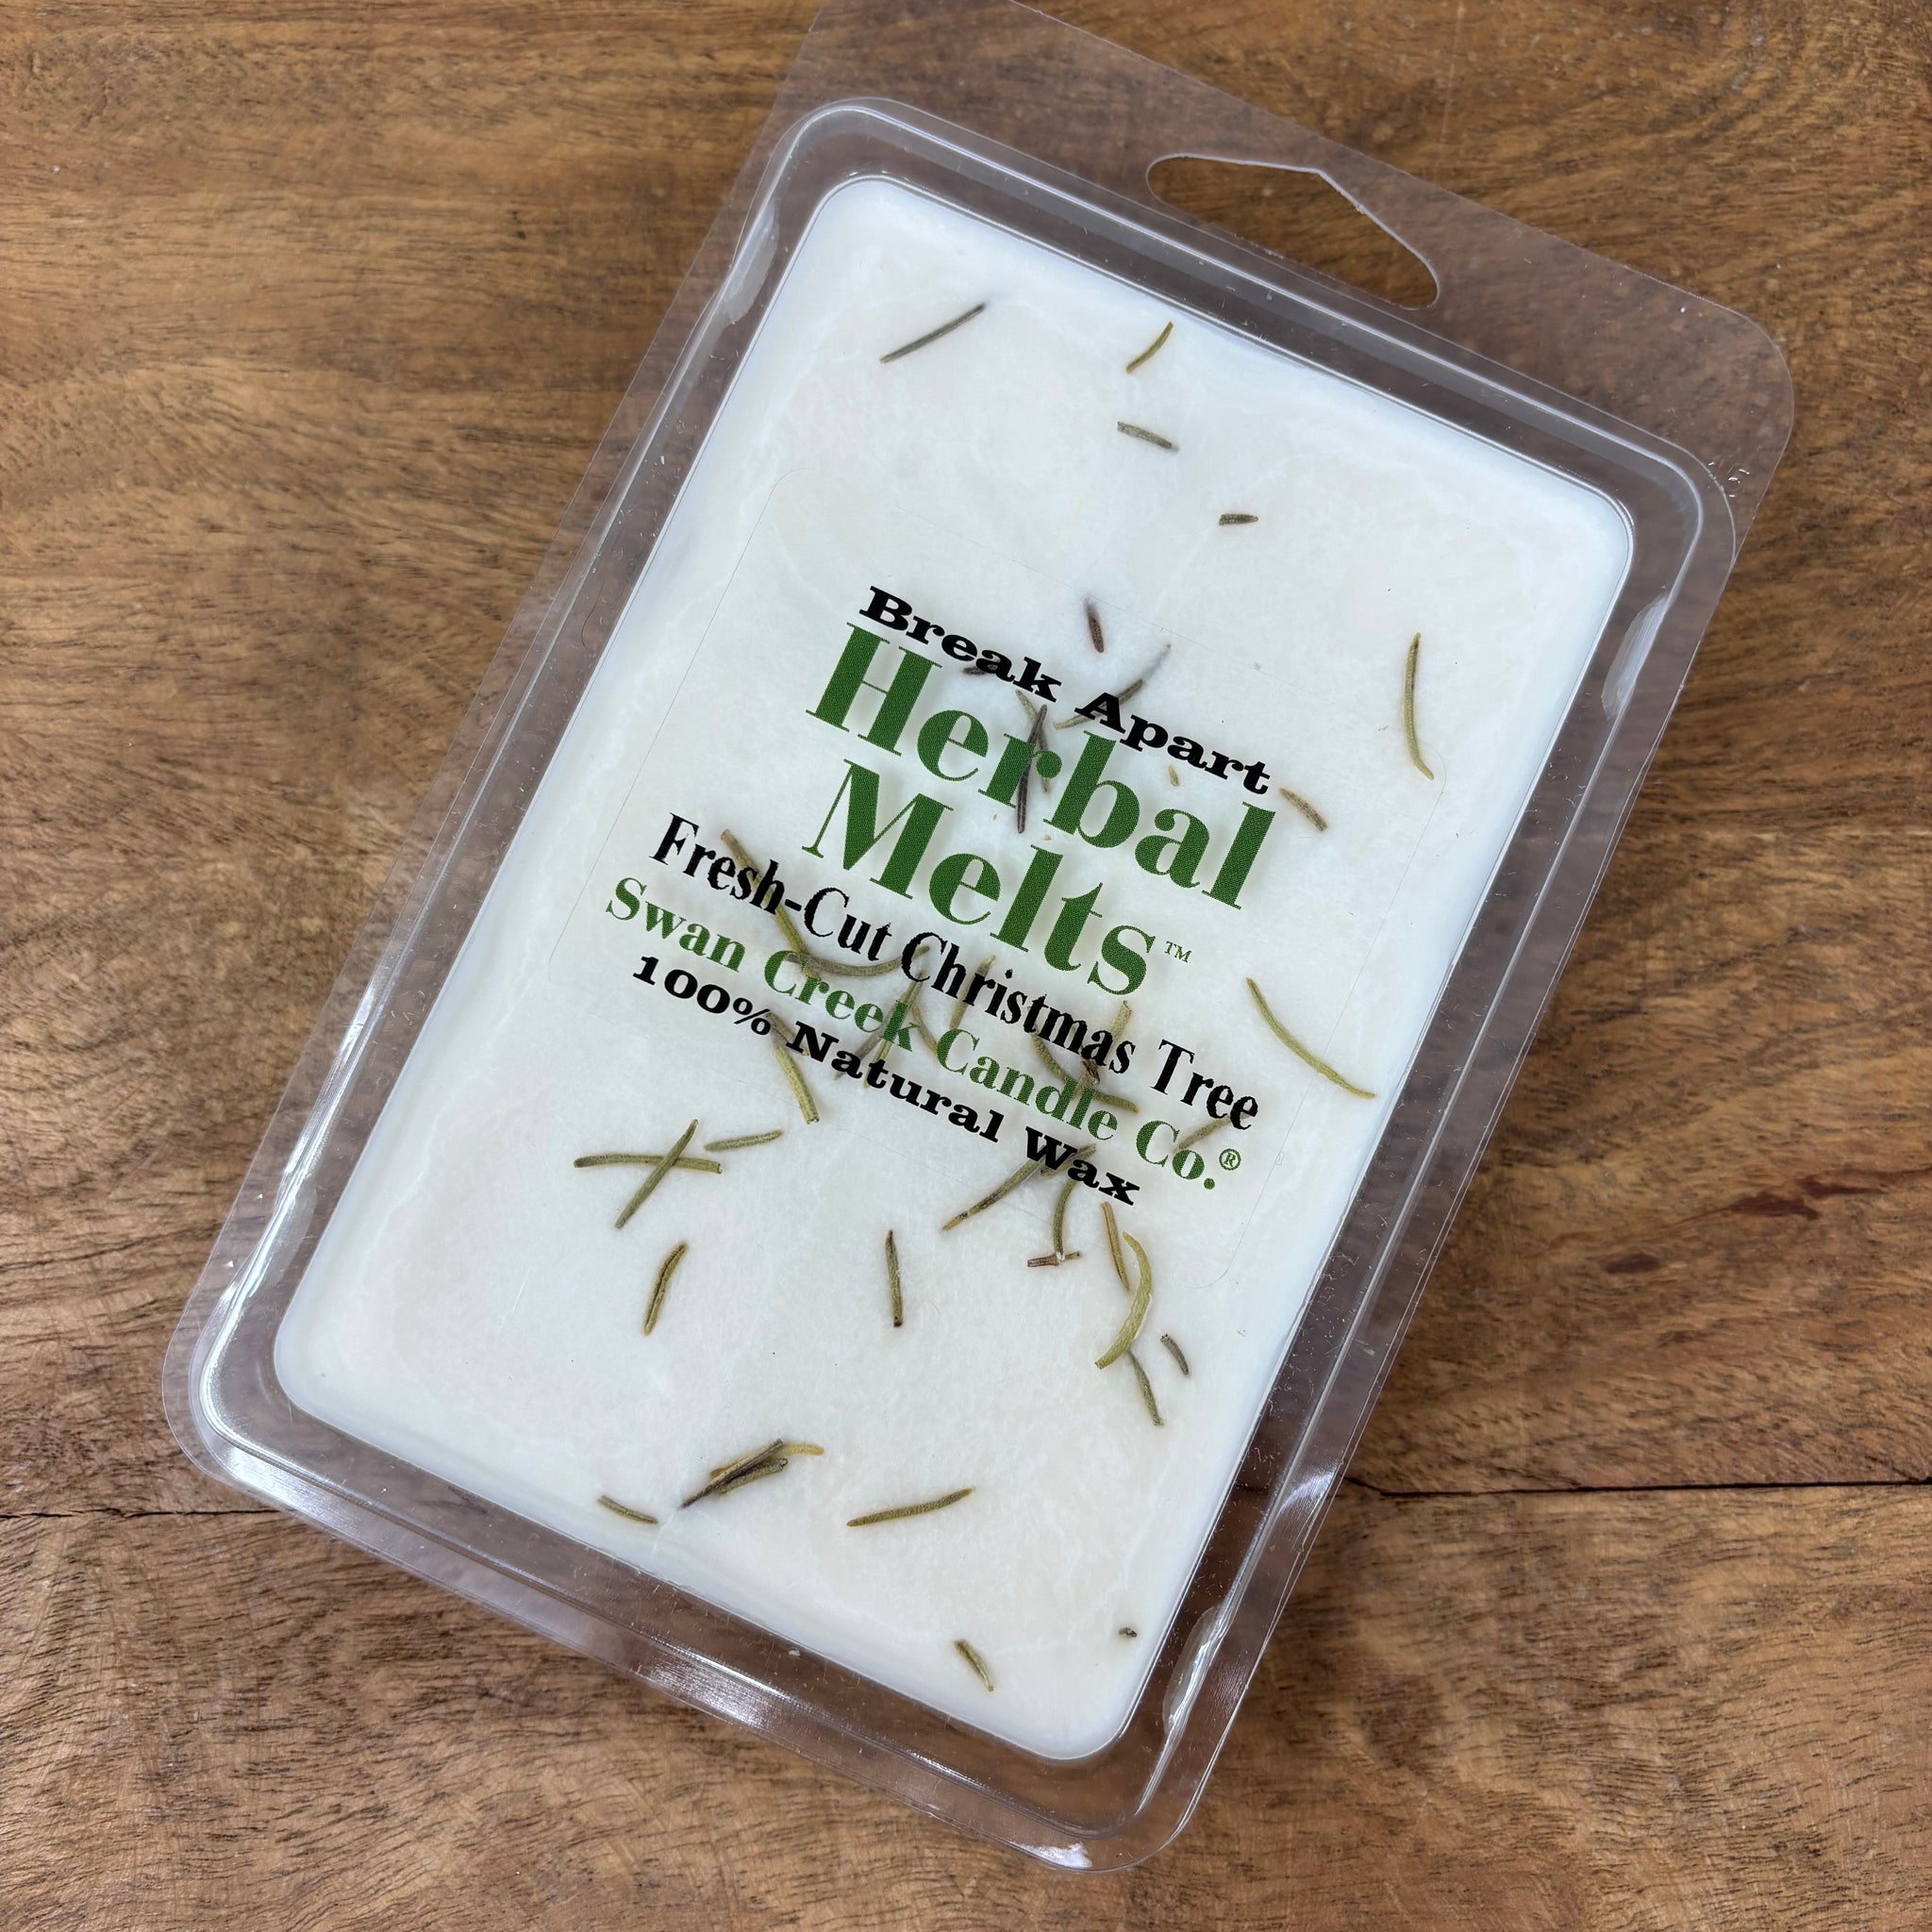 Break Apart
Herbal
Melts™
Fresh-Cut Christmas Tree
Swan Creek Candle Co.®
100% Natural Wax